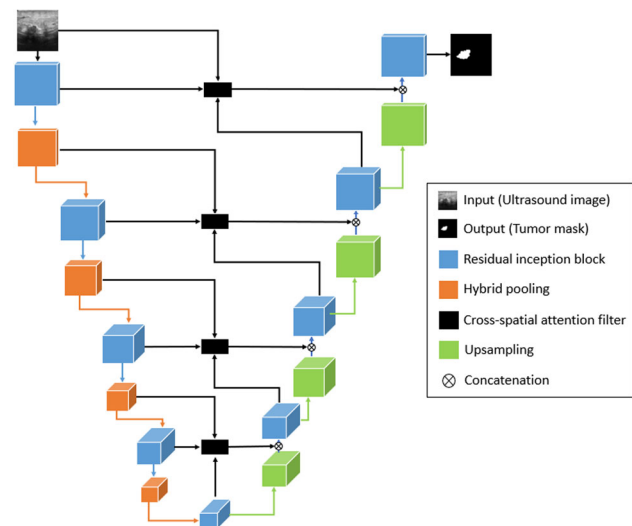 Input (Ultrasound image)
Output (Tumor mask)
Residual inception block
Hybrid pooling
Cross-spatial attention filter
Upsampling
Concatenation